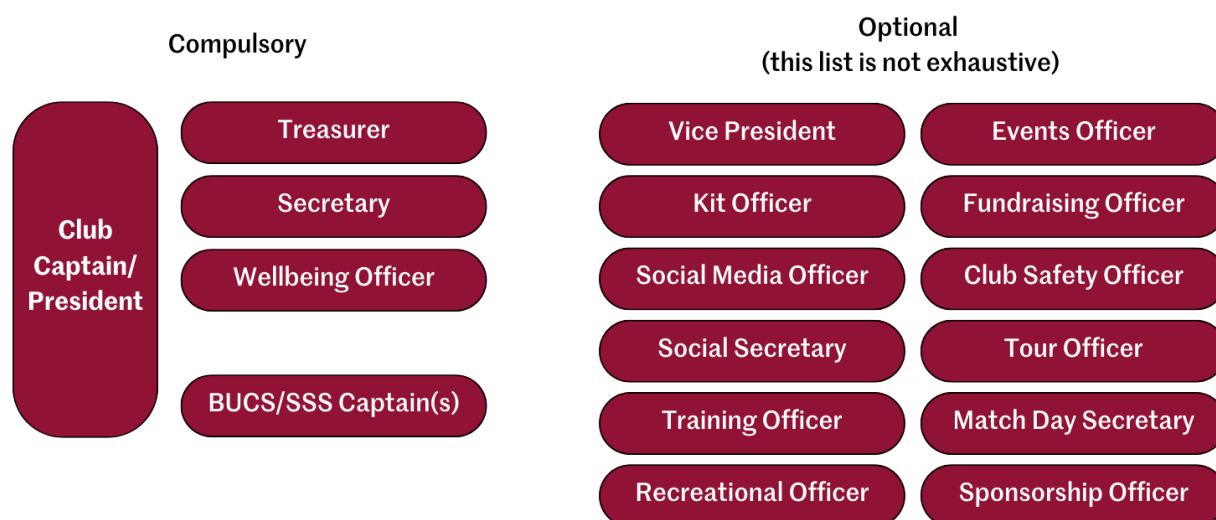 Compulsory
Club
Captain/
President
Treasurer
Secretary
Wellbeing Officer
BUCS/SSS Captain(s)
Optional
(this list is not exhaustive)
Vice President
Events Officer
Kit Officer
Fundraising Officer
Social Media Officer
Club Safety Officer
Social Secretary
Tour Officer
Training Officer
Match Day Secretary
Recreational Officer
Sponsorship Officer